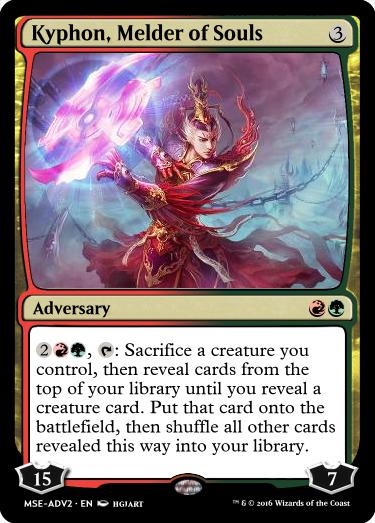 Kyphon, Melder of Souls 3
Adversary
2, : Sacrifice a creature you
control, then reveal cards from the
top of your library until you reveal a
creature card. Put that card onto the
battlefield, then shuffle all other cards
revealed this way into your library.
15 7
MSE-ADV2 • EN HGJART ™ & © 2016 Wizards of the Coast